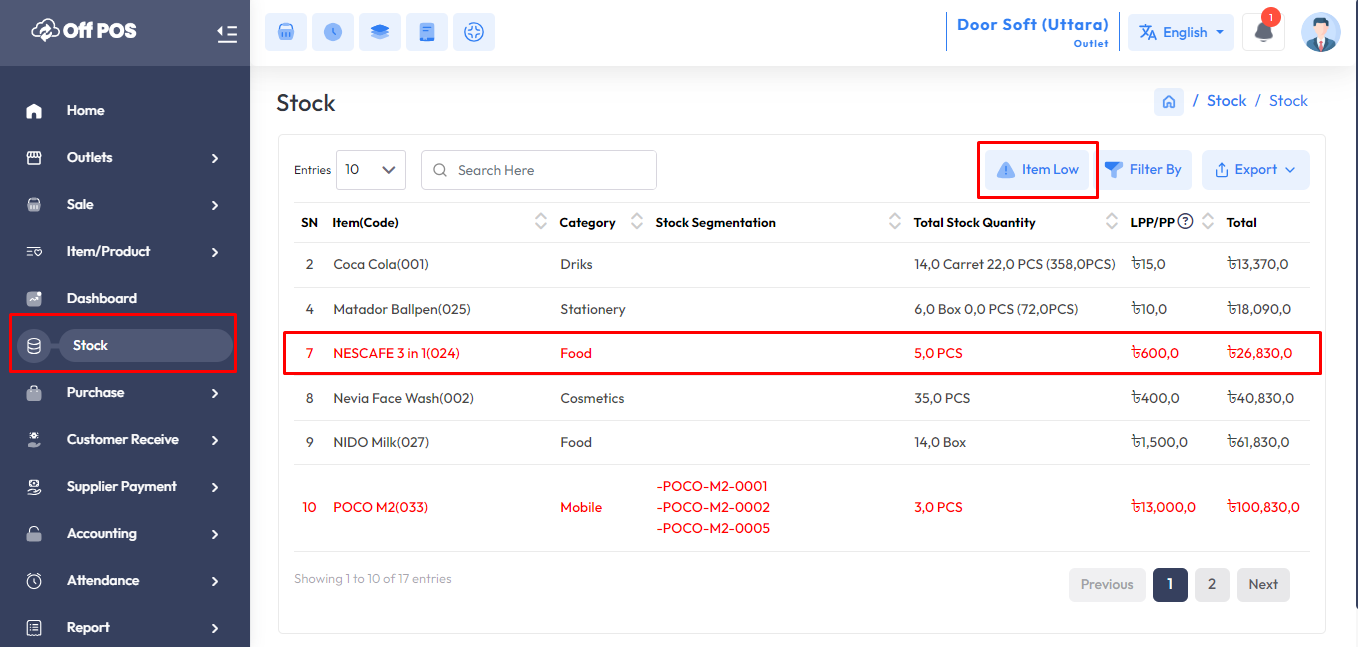 Off POS
Door Soft (Uttara)
Outlet
English
1
Home
Outlets
Sale
Item/Product
Dashboard
Stock
Purchase
Customer Receive
Supplier Payment
Accounting
Attendance
Report
Stock
/ Stock / Stock
Entries 10 Search Here Item Low Filter By Export
SN Item(Code) Category Stock Segmentation Total Stock Quantity LPP/PP ? Total
2 Coca Cola(001) Driks 14,0 Carret 22,0 PCS (358,0PCS) ৳15,0 ৳13,370,0
4 Matador Ballpen(025) Stationery 6,0 Box 0,0 PCS (72,0PCS) ৳10,0 ৳18,090,0
7 NESCAFE 3 in 1(024) Food 5,0 PCS ৳600,0 ৳26,830,0
8 Nevia Face Wash(002) Cosmetics 35,0 PCS ৳400,0 ৳40,830,0
9 NIDO Milk(027) Food 14,0 Box ৳1,500,0 ৳61,830,0
-POCO-M2-0001
10 POCO M2(033) Mobile -POCO-M2-0002 3,0 PCS ৳13,000,0 ৳100,830,0
-POCO-M2-0005
Showing 1 to 10 of 17 entries
Previous 1 2 Next